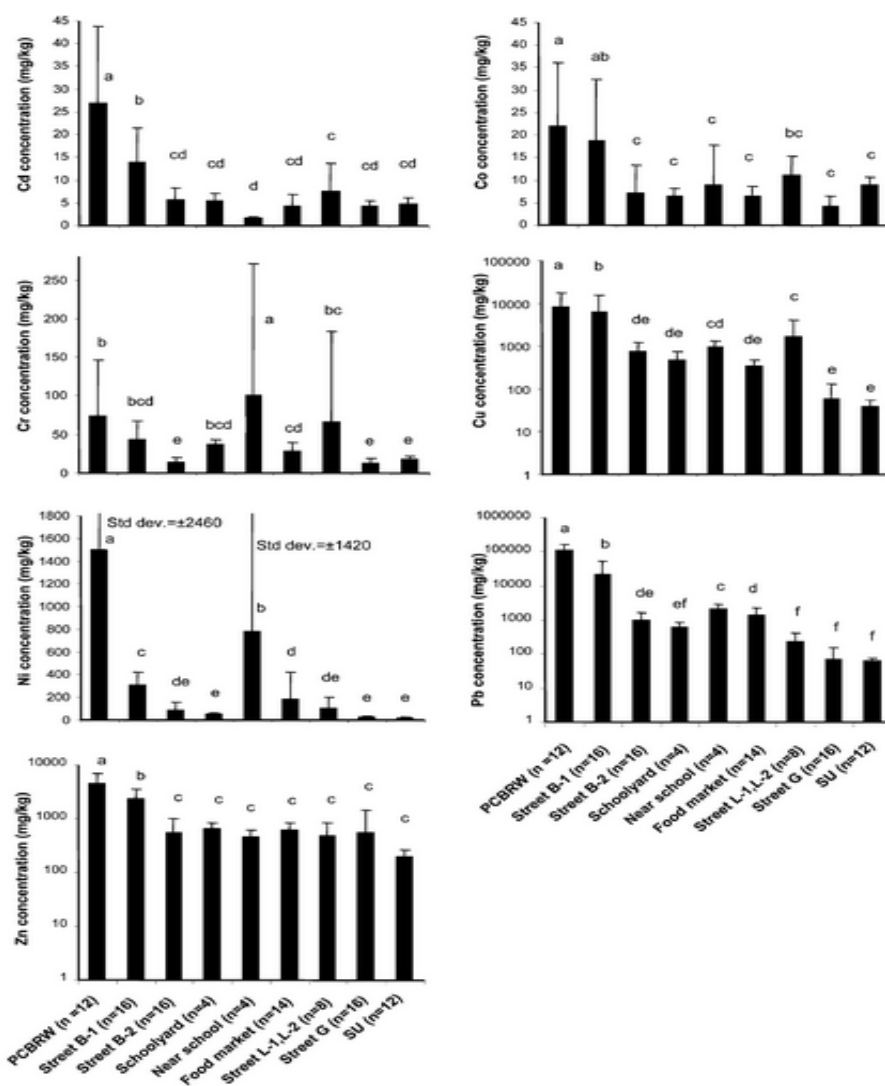 Cd concentration (mg/kg)
45
40
35
30
25
20
15
10
5
0
a
b
cd
cd
d
cd
c
cd
cd
Co concentration (mg/kg)
45
40
35
30
25
20
15
10
5
0
a
ab
c
c
c
c
bc
c
c
Cr concentration (mg/kg)
250
200
150
100
50
0
b
bcd
e
bcd
a
cd
bc
e
e
Cu concentration (mg/kg)
100000
10000
1000
100
10
1
a
b
de
de
cd
de
c
e
e
Ni concentration (mg/kg)
1800
1600
1400
1200
1000
800
600
400
200
0
Std dev.=±2460
a
c
de
e
Std dev.=±1420
b
d
de
e
e
Pb concentration (mg/kg)
1000000
100000
10000
1000
100
10
1
a
b
de
ef
c
d
f
f
f
PCBRW (n =12)
Street B-1 (n=16)
Street B-2 (n=16)
Schoolyard (n=4)
Near school (n=4)
Food market (n=14)
Street L-1,L-2 (n=8)
Street G (n=16)
SU (n=12)
Zn concentration (mg/kg)
10000
1000
100
10
1
a
b
c
c
c
c
c
c
c
PCBRW (n =12)
Street B-1 (n=16)
Street B-2 (n=16)
Schoolyard (n=4)
Near school (n=4)
Food market (n=14)
Street L-1,L-2 (n=8)
Street G (n=16)
SU (n=12)